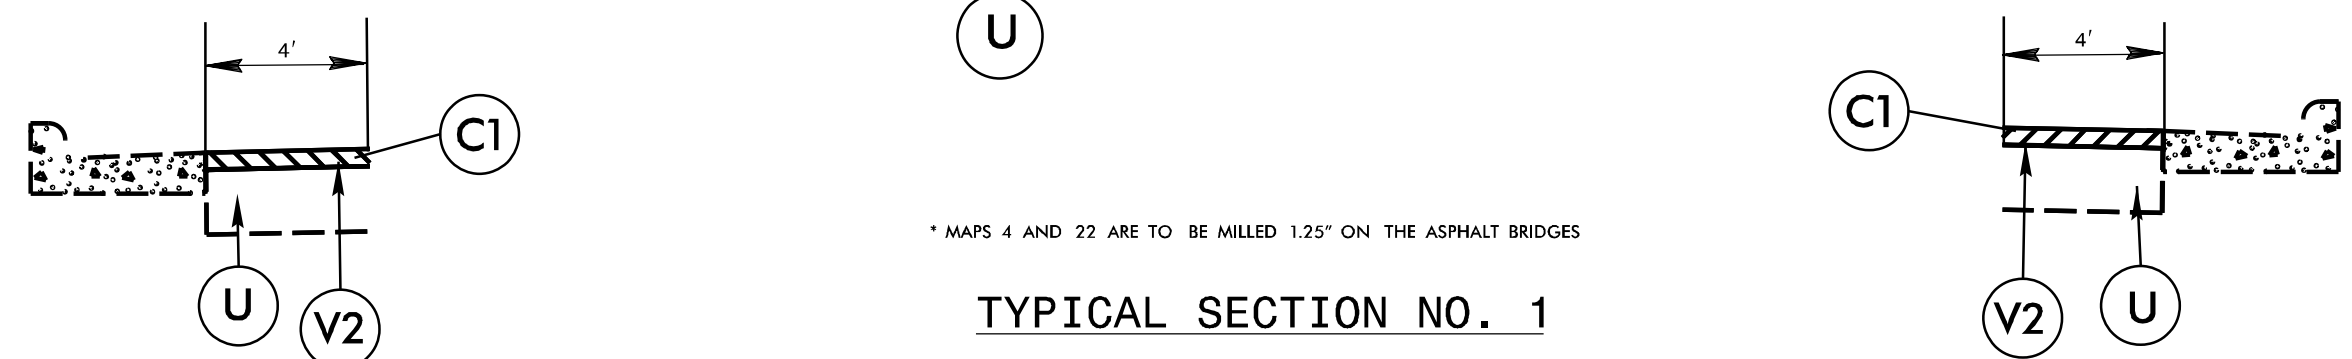 4'
U
4'
C1
C1
* MAPS 4 AND 22 ARE TO BE MILLED 1.25" ON THE ASPHALT BRIDGES
U
V2
TYPICAL SECTION NO. 1
V2
U